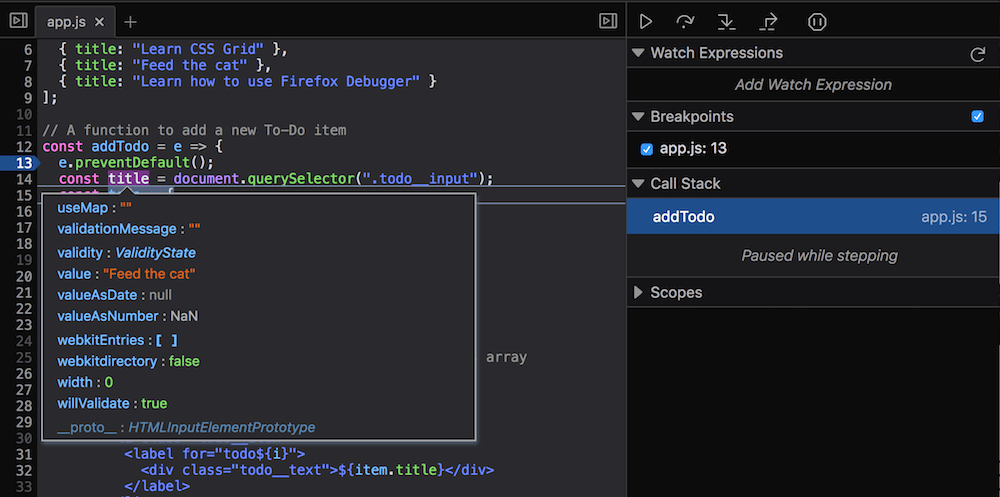 app.js
6 { title: "Learn CSS Grid" },
7 { title: "Feed the cat" },
8 { title: "Learn how to use Firefox Debugger" }
9 ];
10
11 // A function to add a new To-Do item
12 const addTodo = e => {
13 e.preventDefault();
14 const title = document.querySelector(".todo__input");
15
16
17
18
19
20
21
22
23
24
25 array
26
27
28
29
30
31 <label for="todo${i}">
32 <div class="todo__text">${item.title}</div>
33 </label>
useMap : ""
validationMessage : ""
validity : ValidityState
value : "Feed the cat"
valueAsDate : null
valueAsNumber : NaN
webkitEntries : [ ]
webkitdirectory : false
width : 0
willValidate : true
__proto__ : HTMLInputElementPrototype
Watch Expressions
Add Watch Expression
Breakpoints
app.js: 13
Call Stack
addTodo app.js: 15
Paused while stepping
Scopes